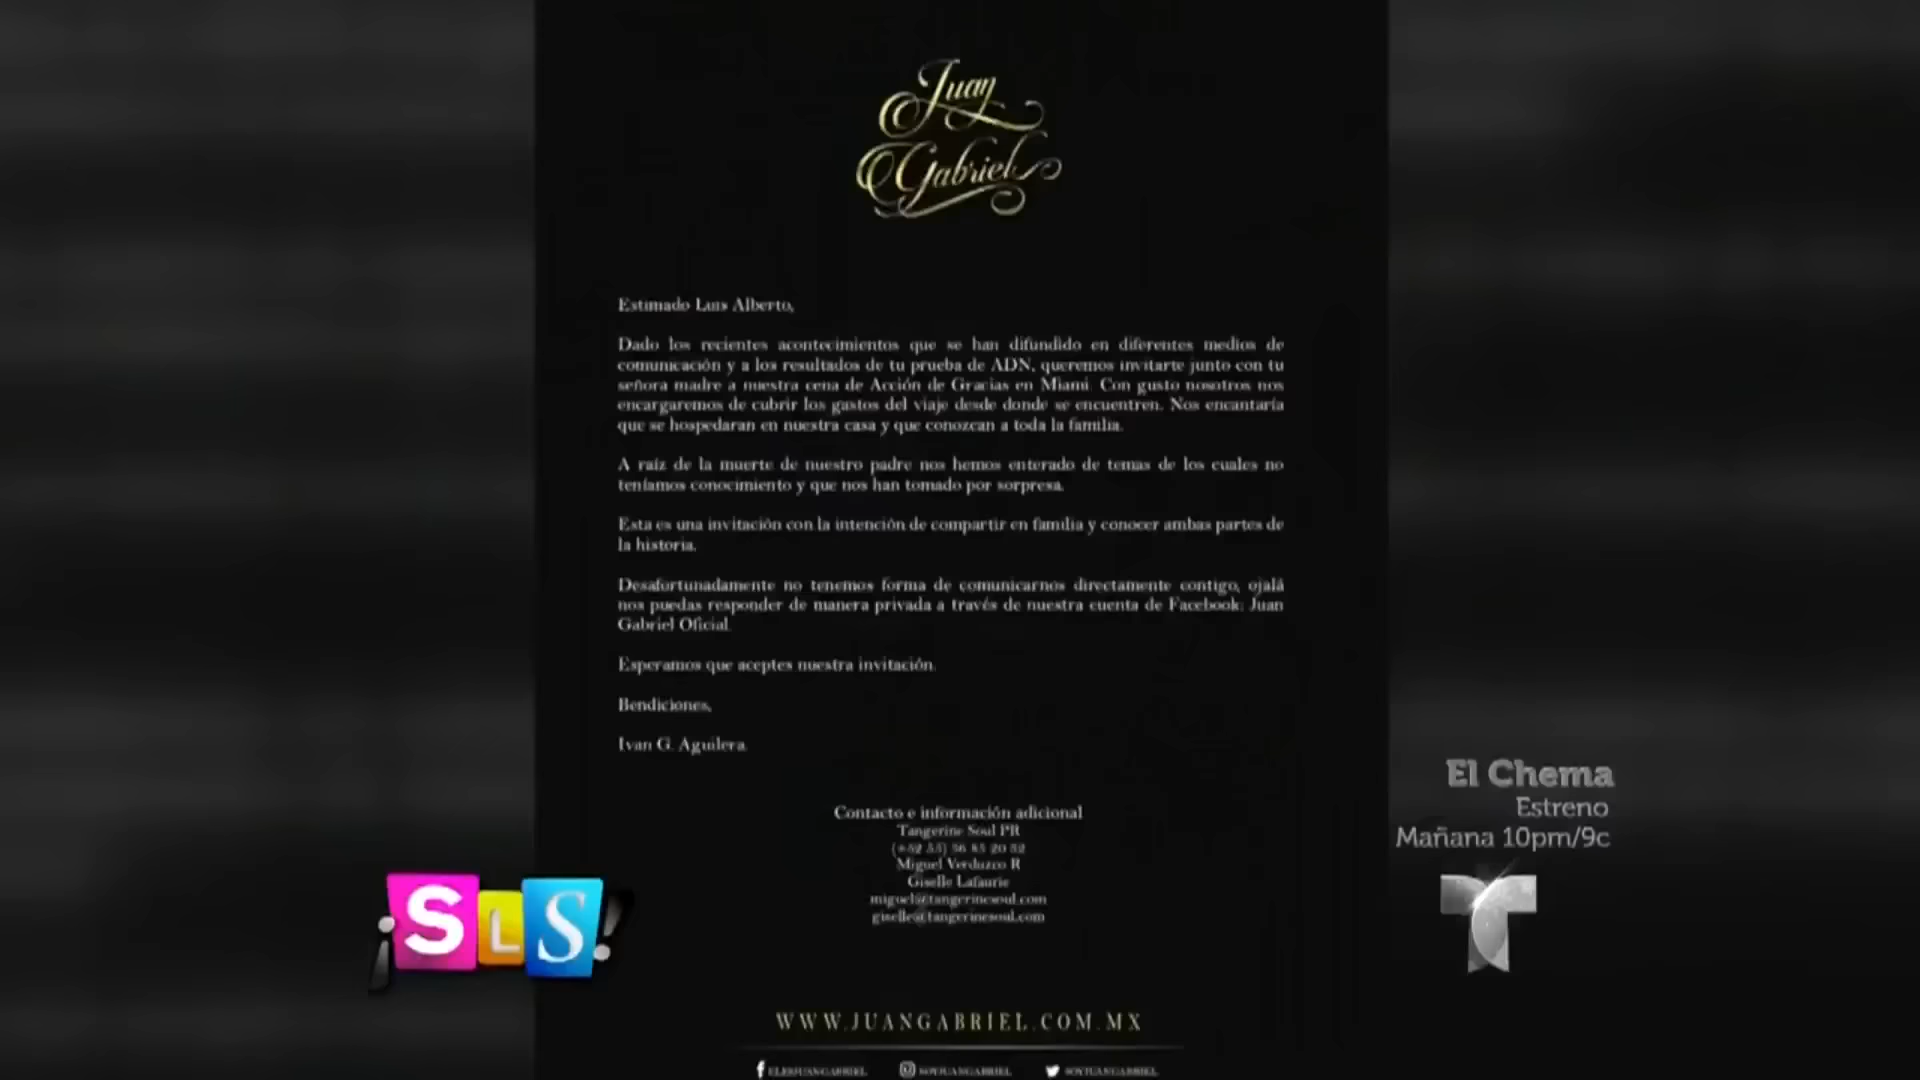 Juan
Gabriel
Estimado Luis Alberto,
Dado los recientes acontecimientos que se han difundido en diferentes medios de
comunicación y a los resultados de tu prueba de ADN, queremos invitarte junto con tu
señora madre a nuestra cena de Acción de Gracias en Miami. Con gusto nosotros nos
encargaremos de cubrir los gastos del viaje desde donde se encuentren. Nos encantaría
que se hospedaran en nuestra casa y que conozcan a toda la familia.
A raíz de la muerte de nuestro padre nos hemos enterado de temas de los cuales no
teníamos conocimiento y que nos han tomado por sorpresa.
Esta es una invitación con la intención de compartir en familia y conocer ambas partes de
la historia.
Desafortunadamente no tenemos forma de comunicarnos directamente contigo, ojalá
nos puedas responder de manera privada a través de nuestra cuenta de Facebook: Juan
Gabriel Oficial.
Esperamos que aceptes nuestra invitación.
Bendiciones,
Ivan G. Aguilera
Contacto e información adicional
Tangerine Soul PR
Miguel Verduzco R
Giselle Lafaurie
miguel@tangerinesoul.com
giselle@tangerinesoul.com
WWW.JUANGABRIEL.COM.MX
SOYJUANGABRIEL
SOYJUANGABRIEL
¡SLS!
El Chema
Estreno
Mañana 10pm/9c
T